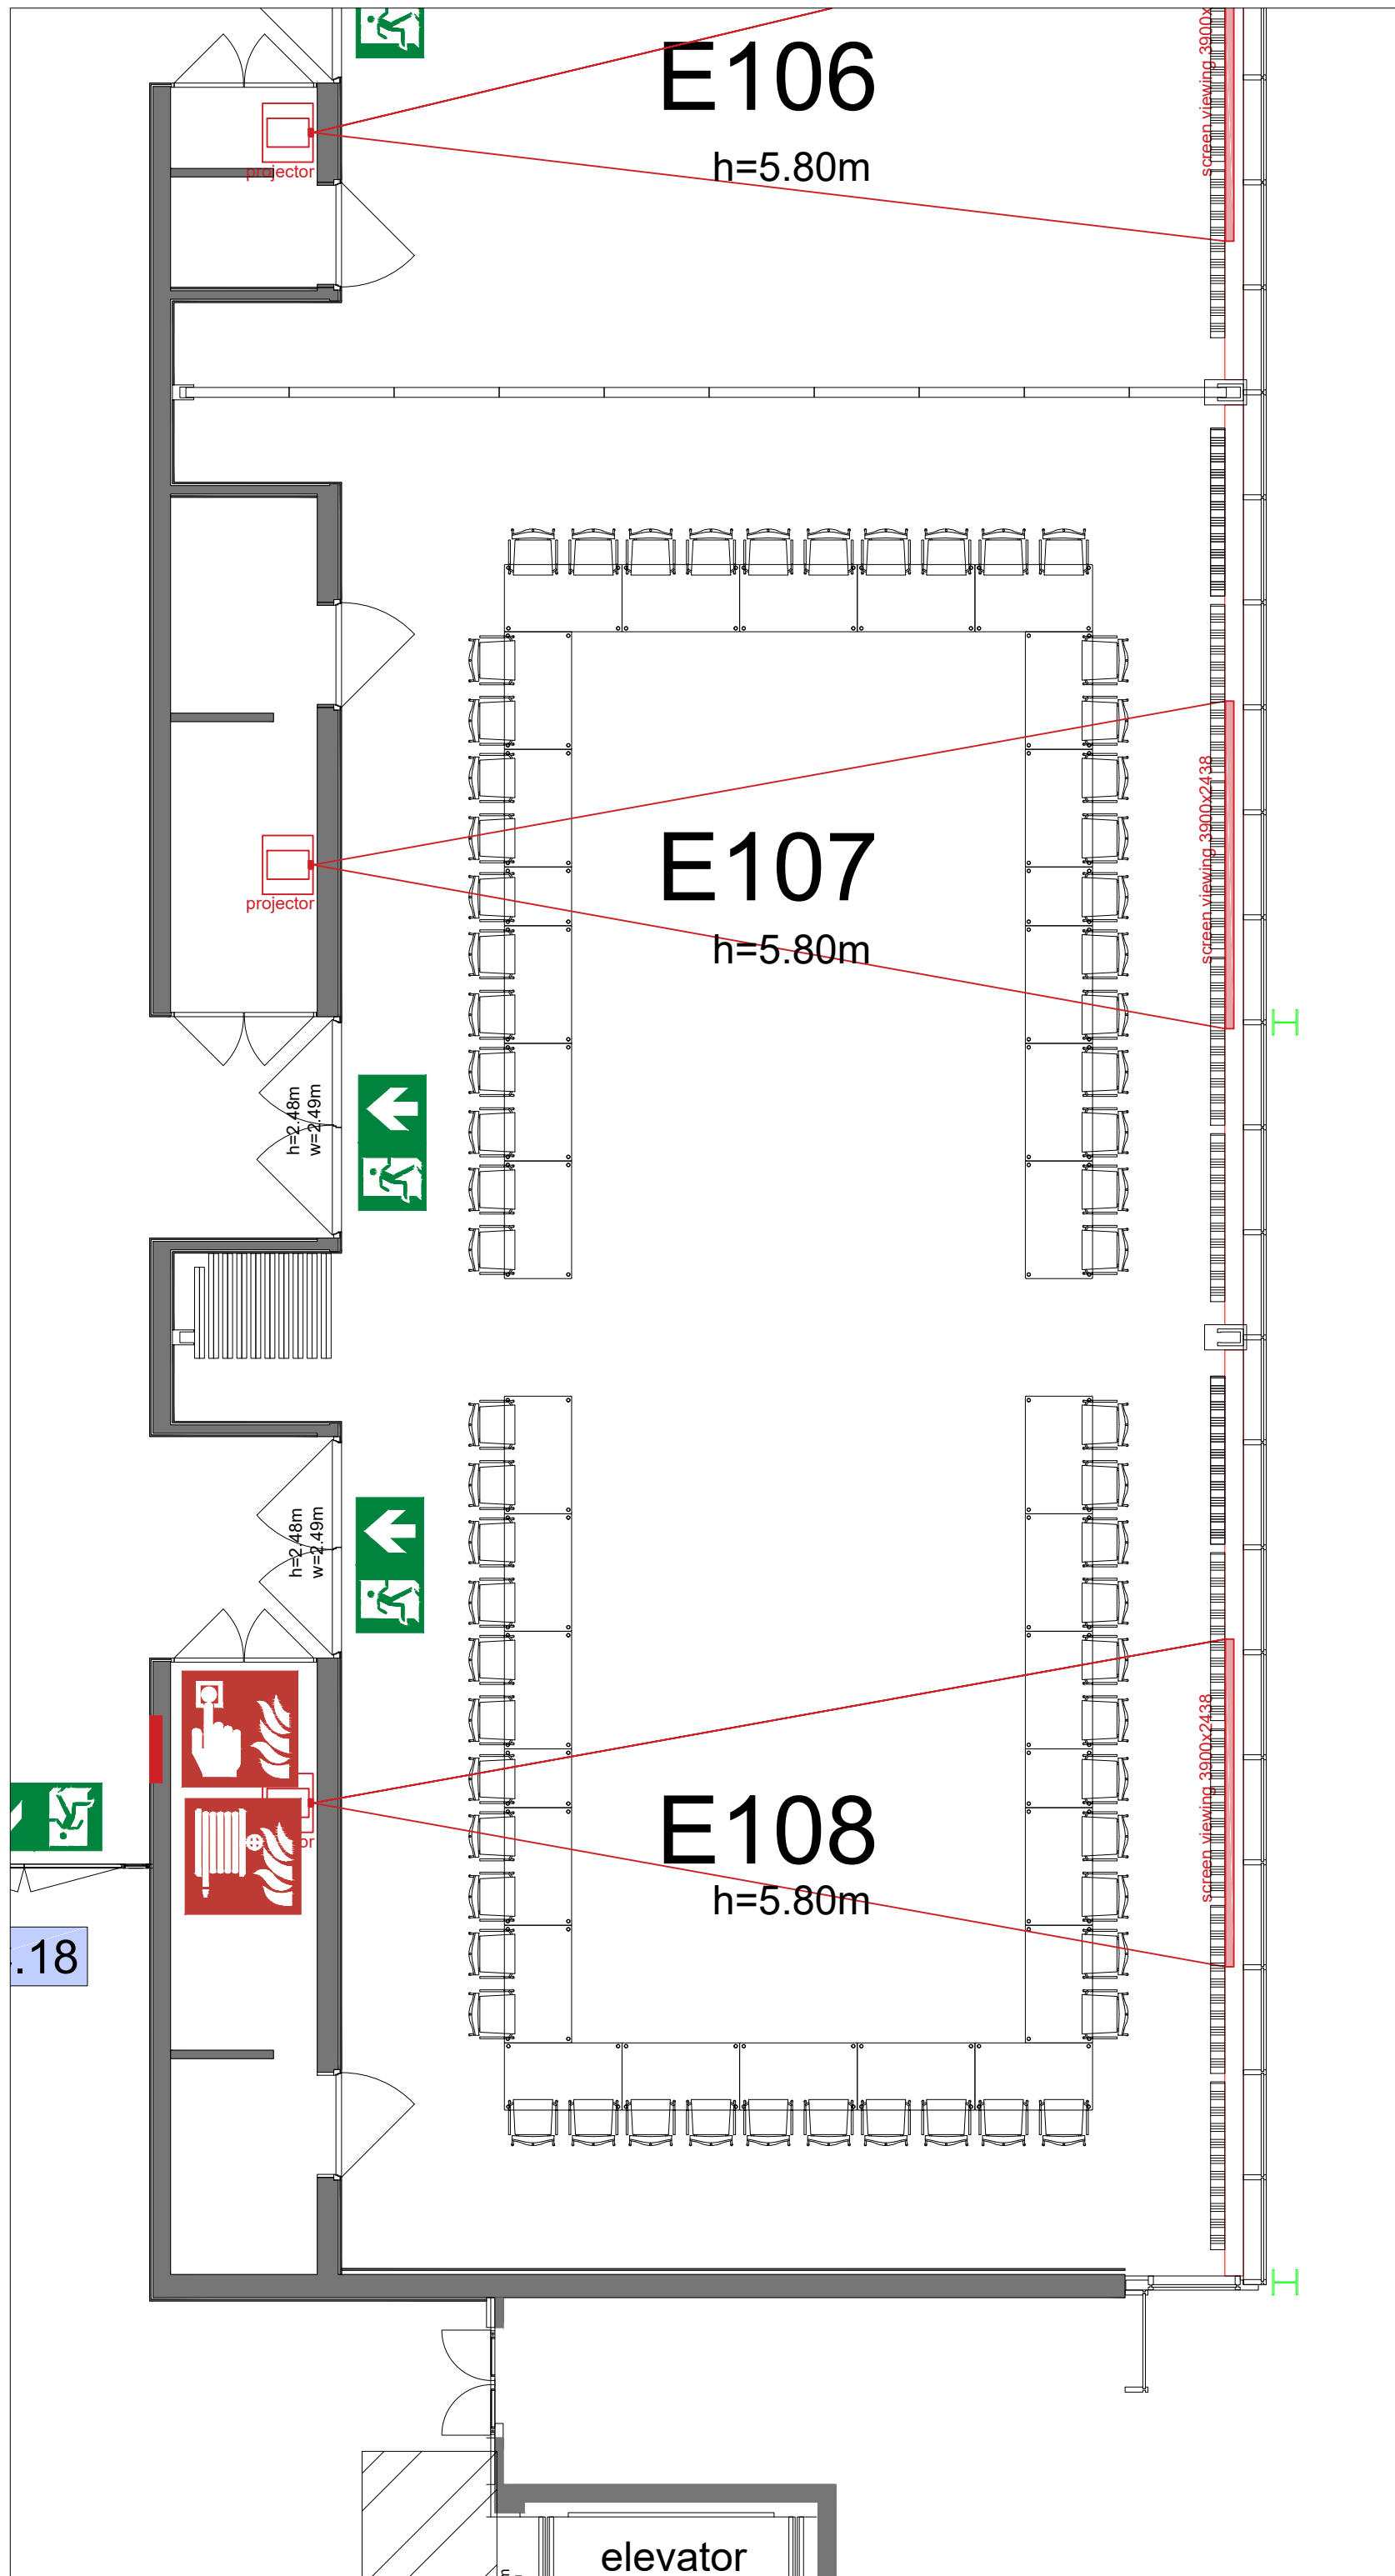 E106
h=5.80m
screen viewing 3900x
projector
E107
h=5.80m
screen viewing 3900x2438
projector
h=2.48m
w=2.49m
h=2.48m
w=2.49m
E108
h=5.80m
screen viewing 3900x2438
or
.18
elevator